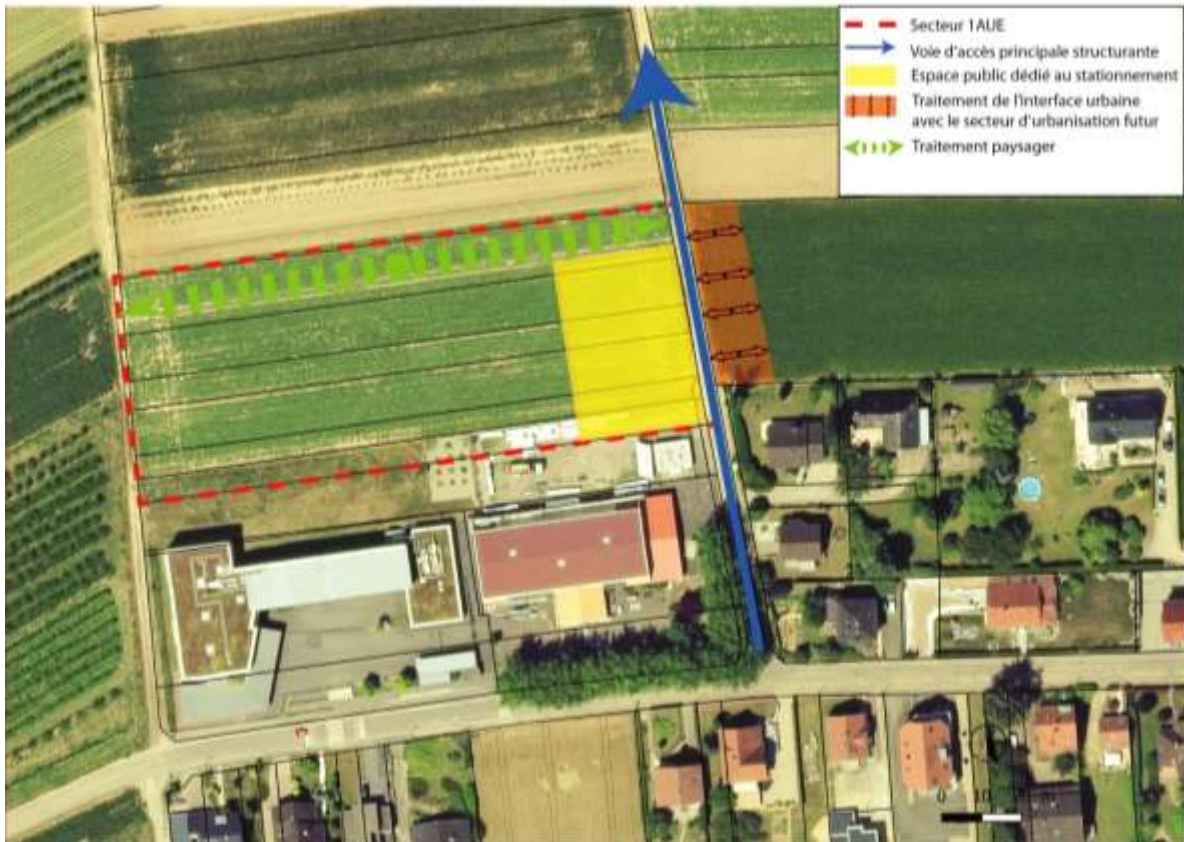 Secteur 1AUE
Voie d'accès principale structurante
Espace public dédié au stationnement
Traitement de l'interface urbaine
avec le secteur d'urbanisation futur
Traitement paysager
0